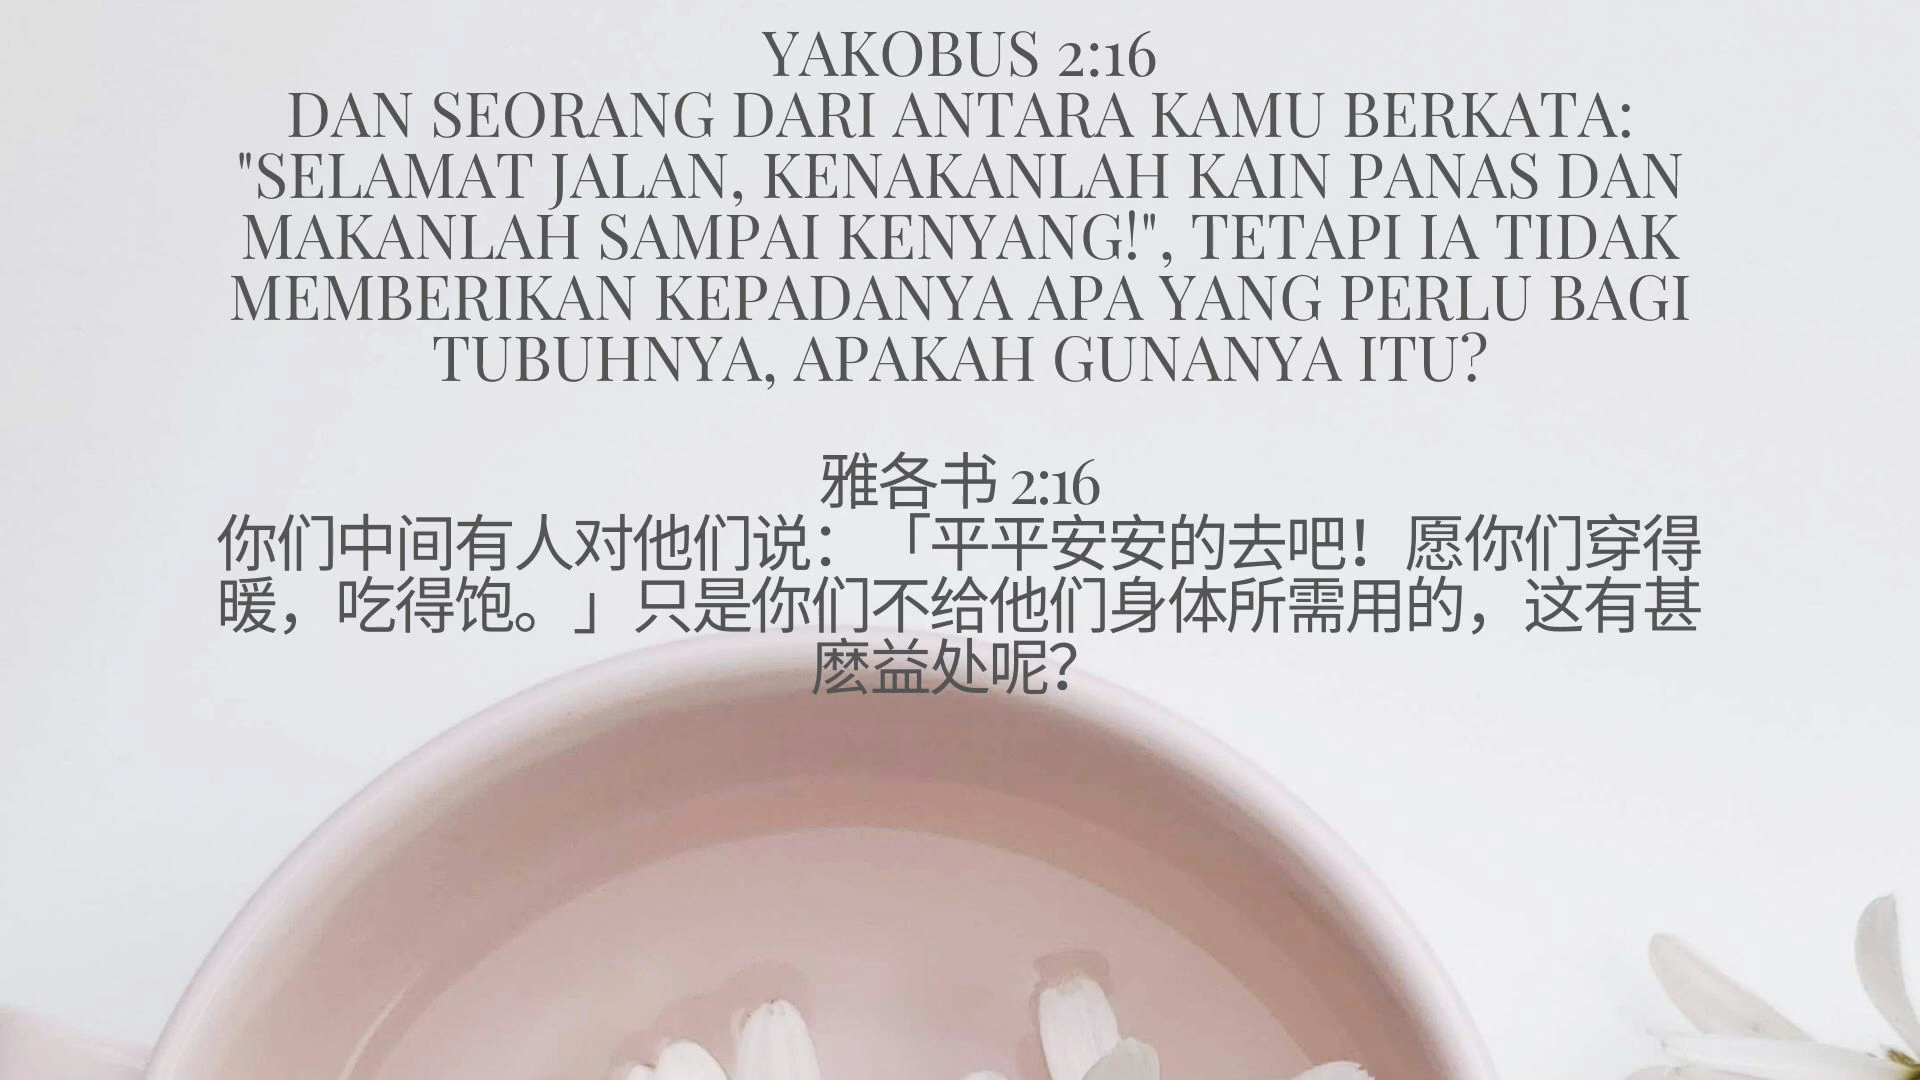 YAKOBUS 2:16
DAN SEORANG DARI ANTARA KAMU BERKATA:
"SELAMAT JALAN, KENAKANLAH KAIN PANAS DAN
MAKANLAH SAMPAI KENYANG!", TETAPI IA TIDAK
MEMBERIKAN KEPADANYA APA YANG PERLU BAGI
TUBUHNYA, APAKAH GUNANYA ITU?
雅各书 2:16
你们中间有人对他们说：「平平安安的去吧！愿你们穿得
暖，吃得饱。」只是你们不给他们身体所需用的，这有甚
麽益处呢？